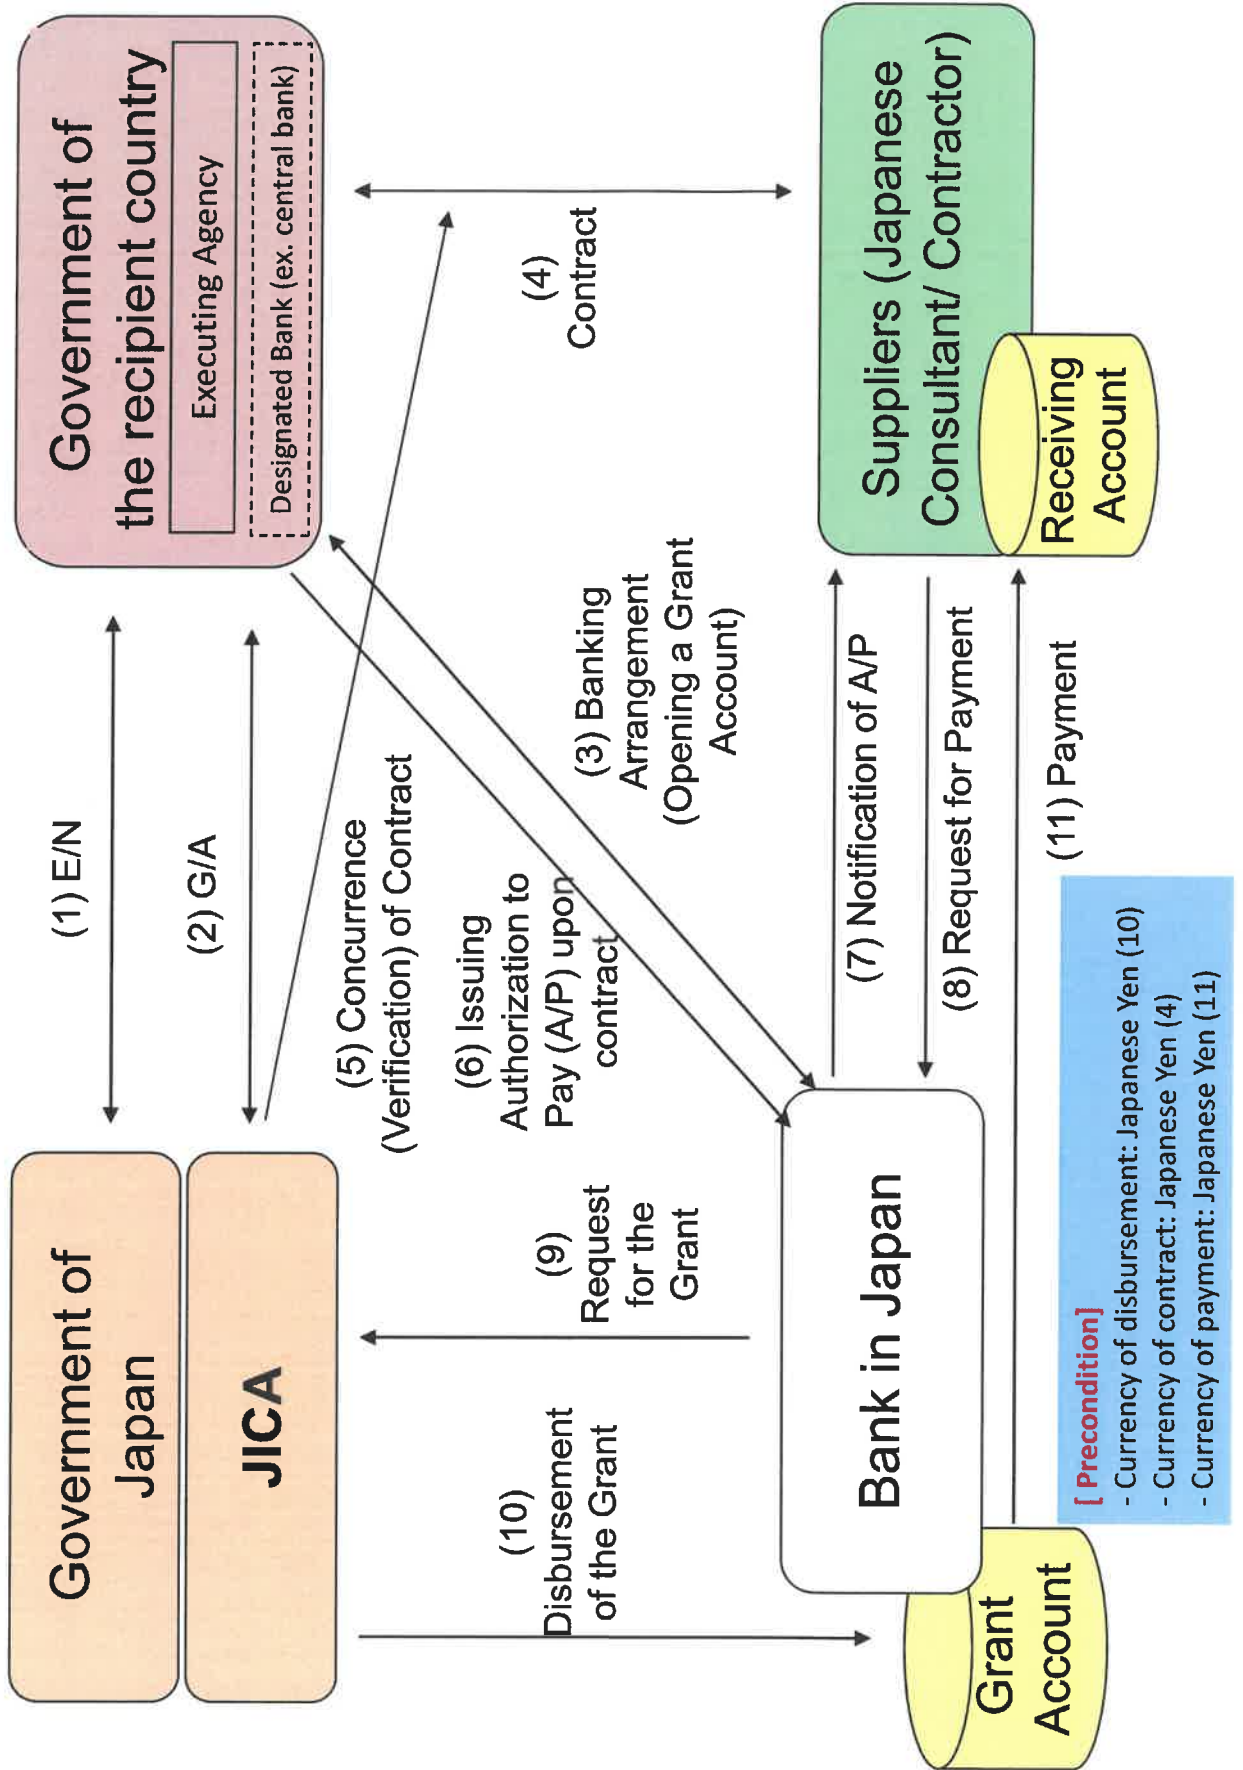 Government of
Japan
JICA
(1) E/N
(2) G/A
Government of
the recipient country
Executing Agency
Designated Bank (ex. central bank)
(5) Concurrence
(Verification) of Contract
(6) Issuing
Authorization to
Pay (A/P) upon
contract
(3) Banking
Arrangement
(Opening a Grant
Account)
(4)
Contract
(10)
Disbursement
of the Grant
(9)
Request
for the
Grant
Bank in Japan
Grant
Account
(7) Notification of A/P
(8) Request for Payment
(11) Payment
Suppliers (Japanese
Consultant/ Contractor)
Receiving
Account
[ Precondition]
- Currency of disbursement: Japanese Yen (10)
- Currency of contract: Japanese Yen (4)
- Currency of payment: Japanese Yen (11)